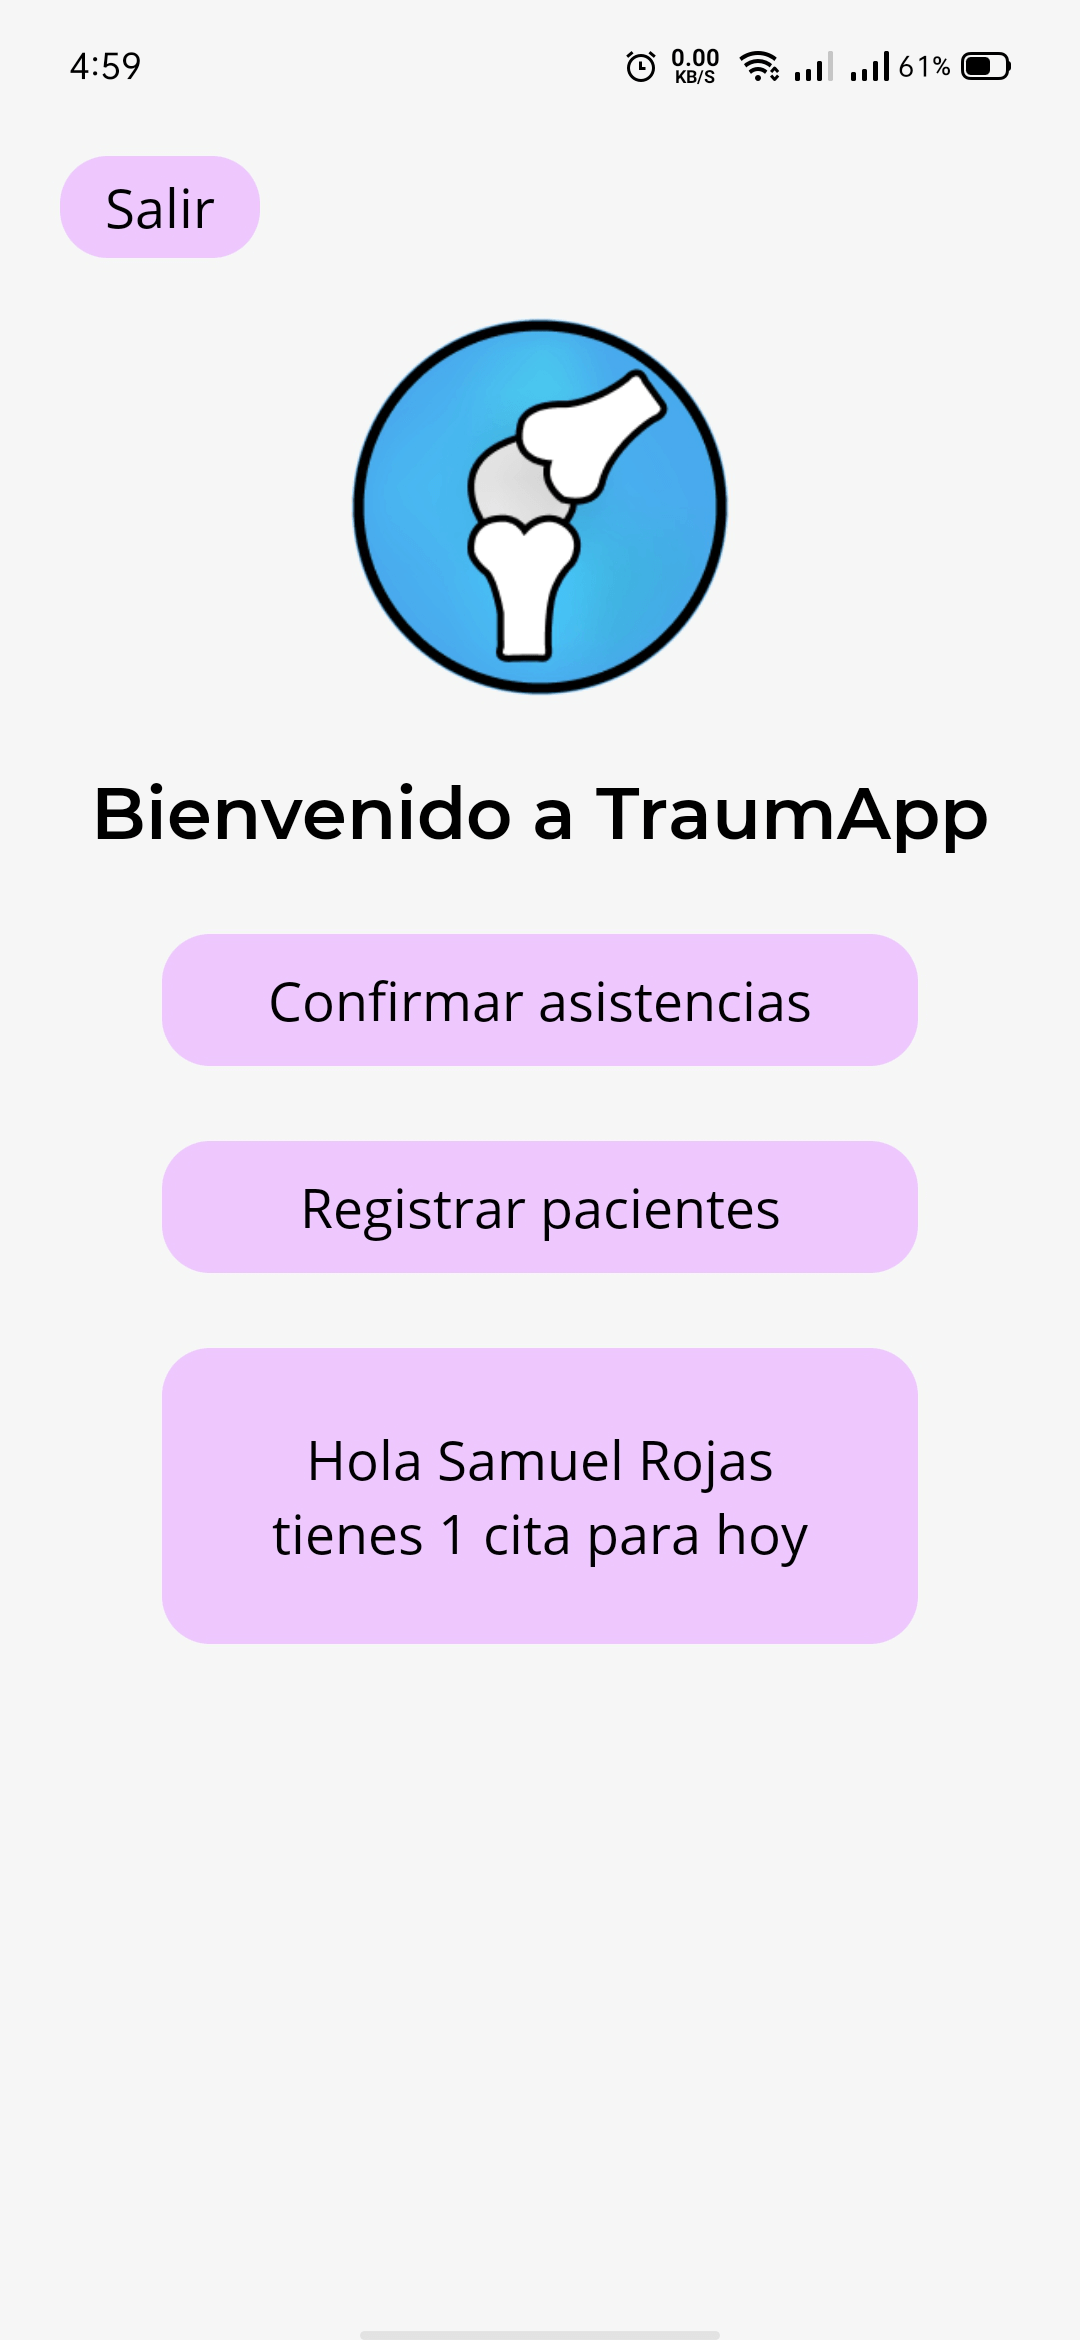 4:59
0.00
KB/S
61%
Salir
Bienvenido a TraumApp
Confirmar asistencias
Registrar pacientes
Hola Samuel Rojas
tienes 1 cita para hoy